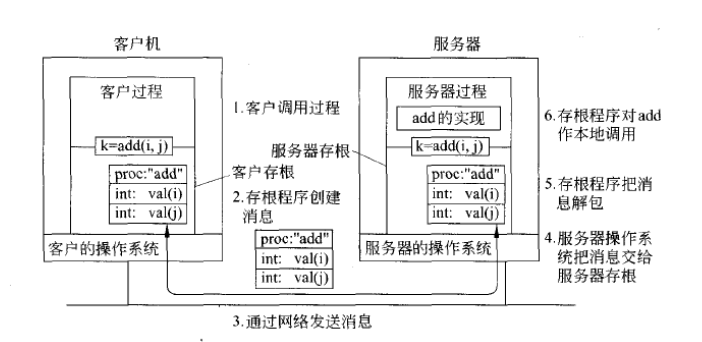 客户机
服务器
客户过程
服务器过程
1.客户调用过程
add的实现
6.存根程序对add
作本地调用
k=add(i, j)
服务器存根
k=add(i, j)
客户存根
proc:"add"
int: val(i)
int: val(j)
2.存根程序创建
消息
proc:"add"
int: val(i)
int: val(j)
5.存根程序把消
息解包
proc:"add"
int: val(i)
int: val(j)
客户的操作系统
服务器的操作系统
4.服务器操作系
统把消息交给
服务器存根
3.通过网络发送消息